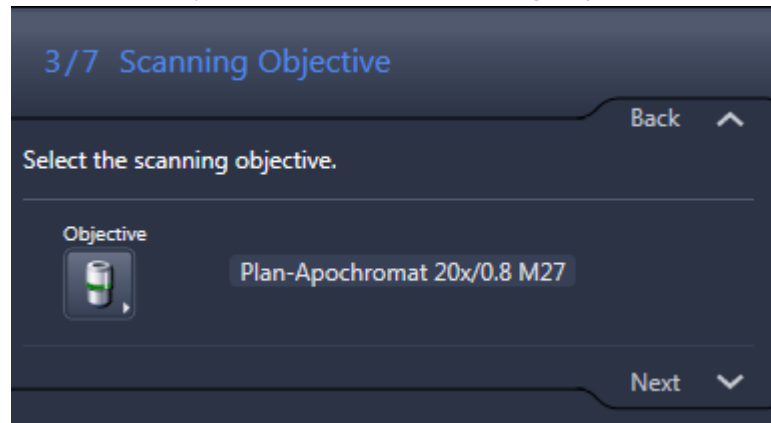 3/7 Scanning Objective
Back
Select the scanning objective.
Objective
Plan-Apochromat 20x/0.8 M27
Next